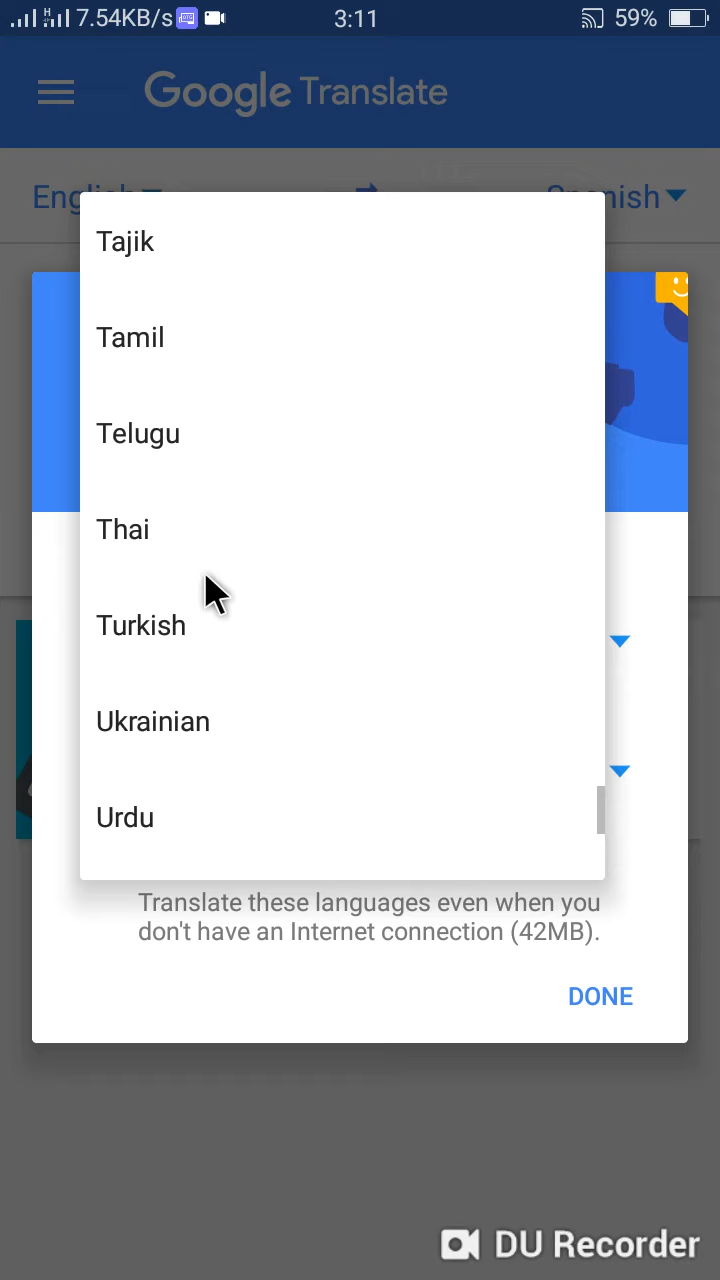 H 7.54KB/s 3:11 59%
Google Translate
English Spanish
Tajik
Tamil
Telugu
Thai
Turkish
Ukrainian
Urdu
Translate these languages even when you
don't have an Internet connection (42MB).
DONE
DU Recorder